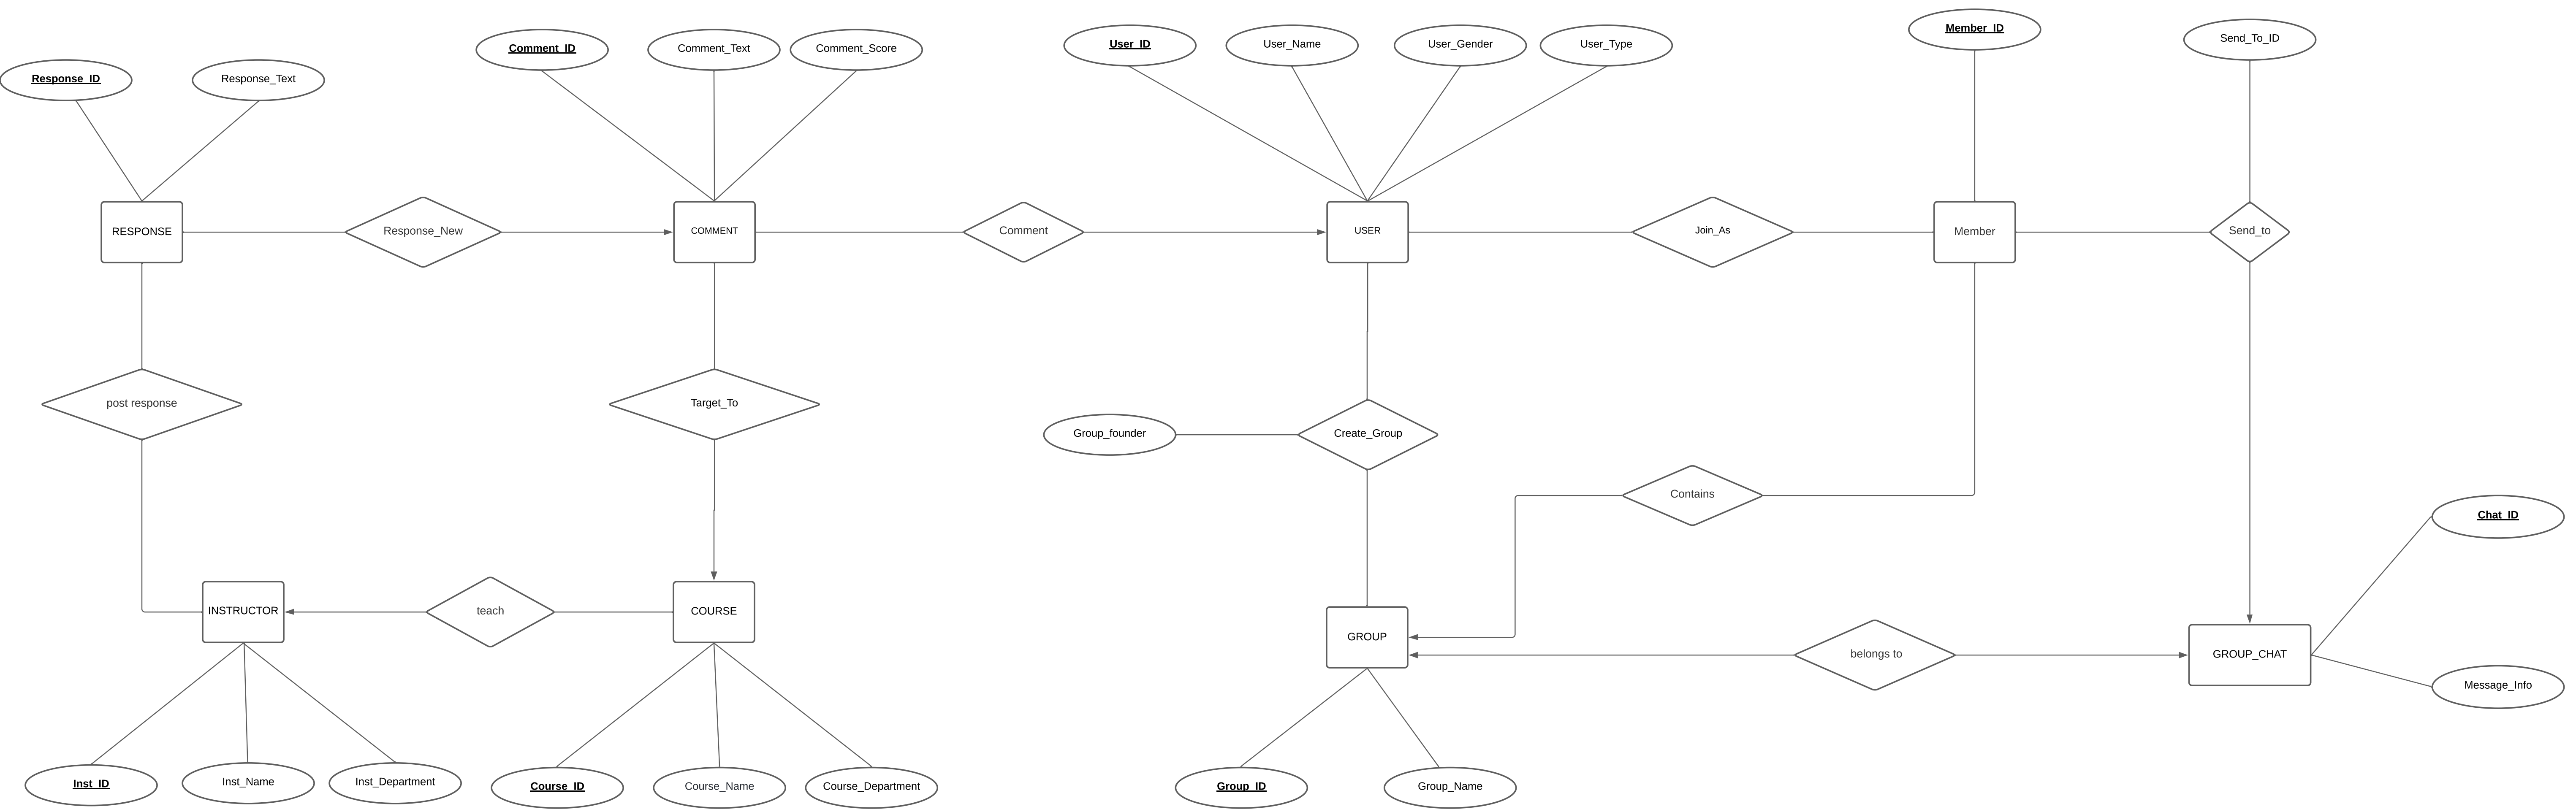 Member_ID
Send_To_ID
User_ID
User_Name
User_Gender
User_Type
Comment_ID
Comment_Text
Comment_Score
Response_ID
Response_Text
RESPONSE
Response_New
COMMENT
Comment
USER
Join_As
Member
Send_to
post response
Target_To
Group_founder
Create_Group
Contains
Chat_ID
INSTRUCTOR
teach
COURSE
GROUP
belongs to
GROUP_CHAT
Message_Info
Inst_ID
Inst_Name
Inst_Department
Course_ID
Course_Name
Course_Department
Group_ID
Group_Name